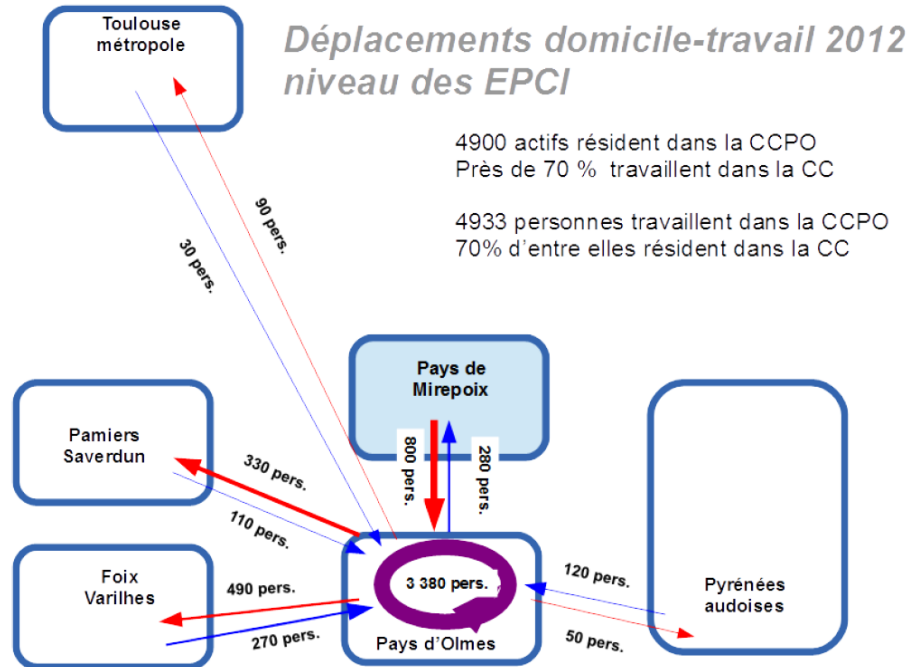 Toulouse
métropole
Déplacements domicile-travail 2012
niveau des EPCI
4900 actifs résident dans la CCPO
Près de 70 % travaillent dans la CC
4933 personnes travaillent dans la CCPO
70% d'entre elles résident dans la CC
90 pers.
30 pers.
Pays de
Mirepoix
Pamiers
Saverdun
800 pers.
280 pers.
330 pers.
110 pers.
Foix
Varilhes
490 pers.
270 pers.
3 380 pers.
Pays d'Olmes
120 pers.
50 pers.
Pyrénées
audoises